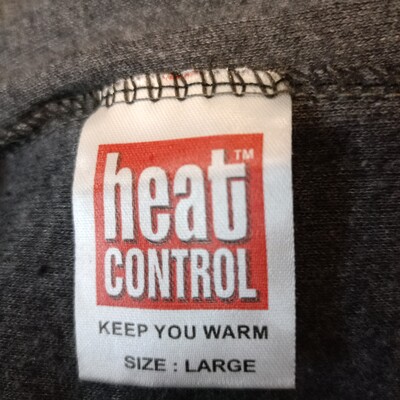 heat™
CONTROL
KEEP YOU WARM
SIZE : LARGE